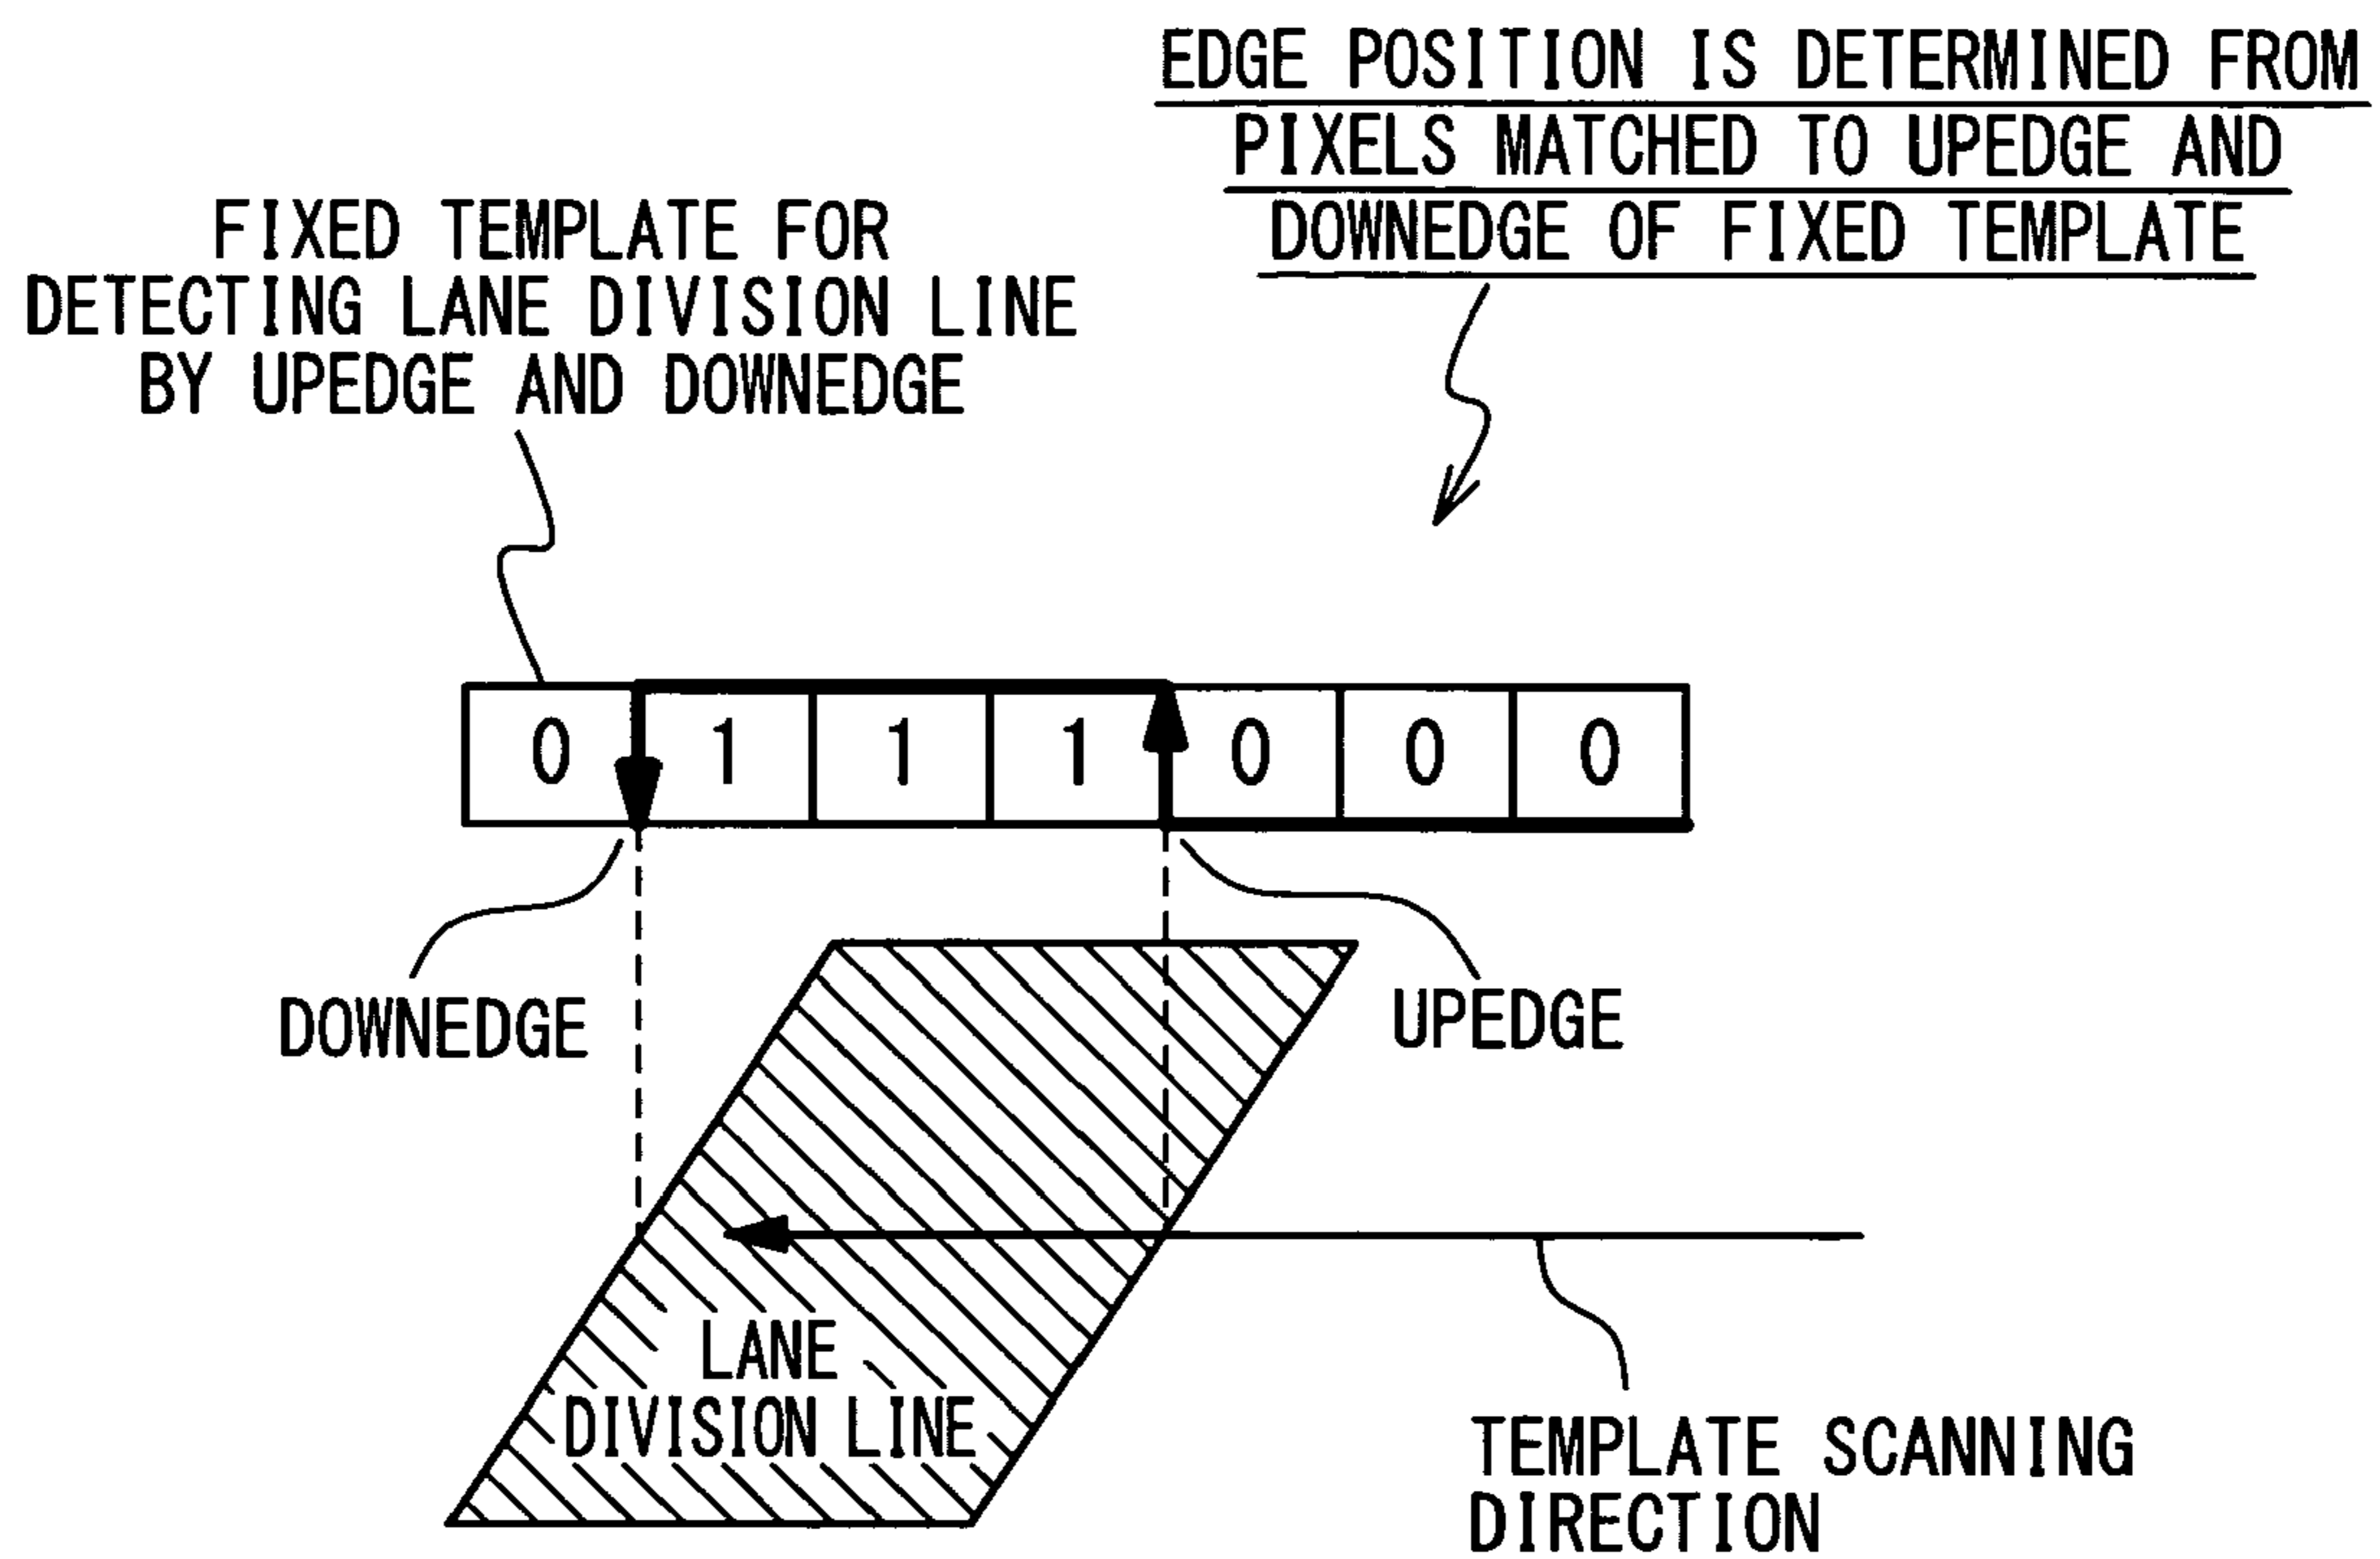 EDGE POSITION IS DETERMINED FROM
PIXELS MATCHED TO UPEDGE AND
DOWNEDGE OF FIXED TEMPLATE
FIXED TEMPLATE FOR
DETECTING LANE DIVISION LINE
BY UPEDGE AND DOWNEDGE
0 1 1 1 0 0 0
DOWNEDGE
UPEDGE
LANE
DIVISION LINE
TEMPLATE SCANNING
DIRECTION